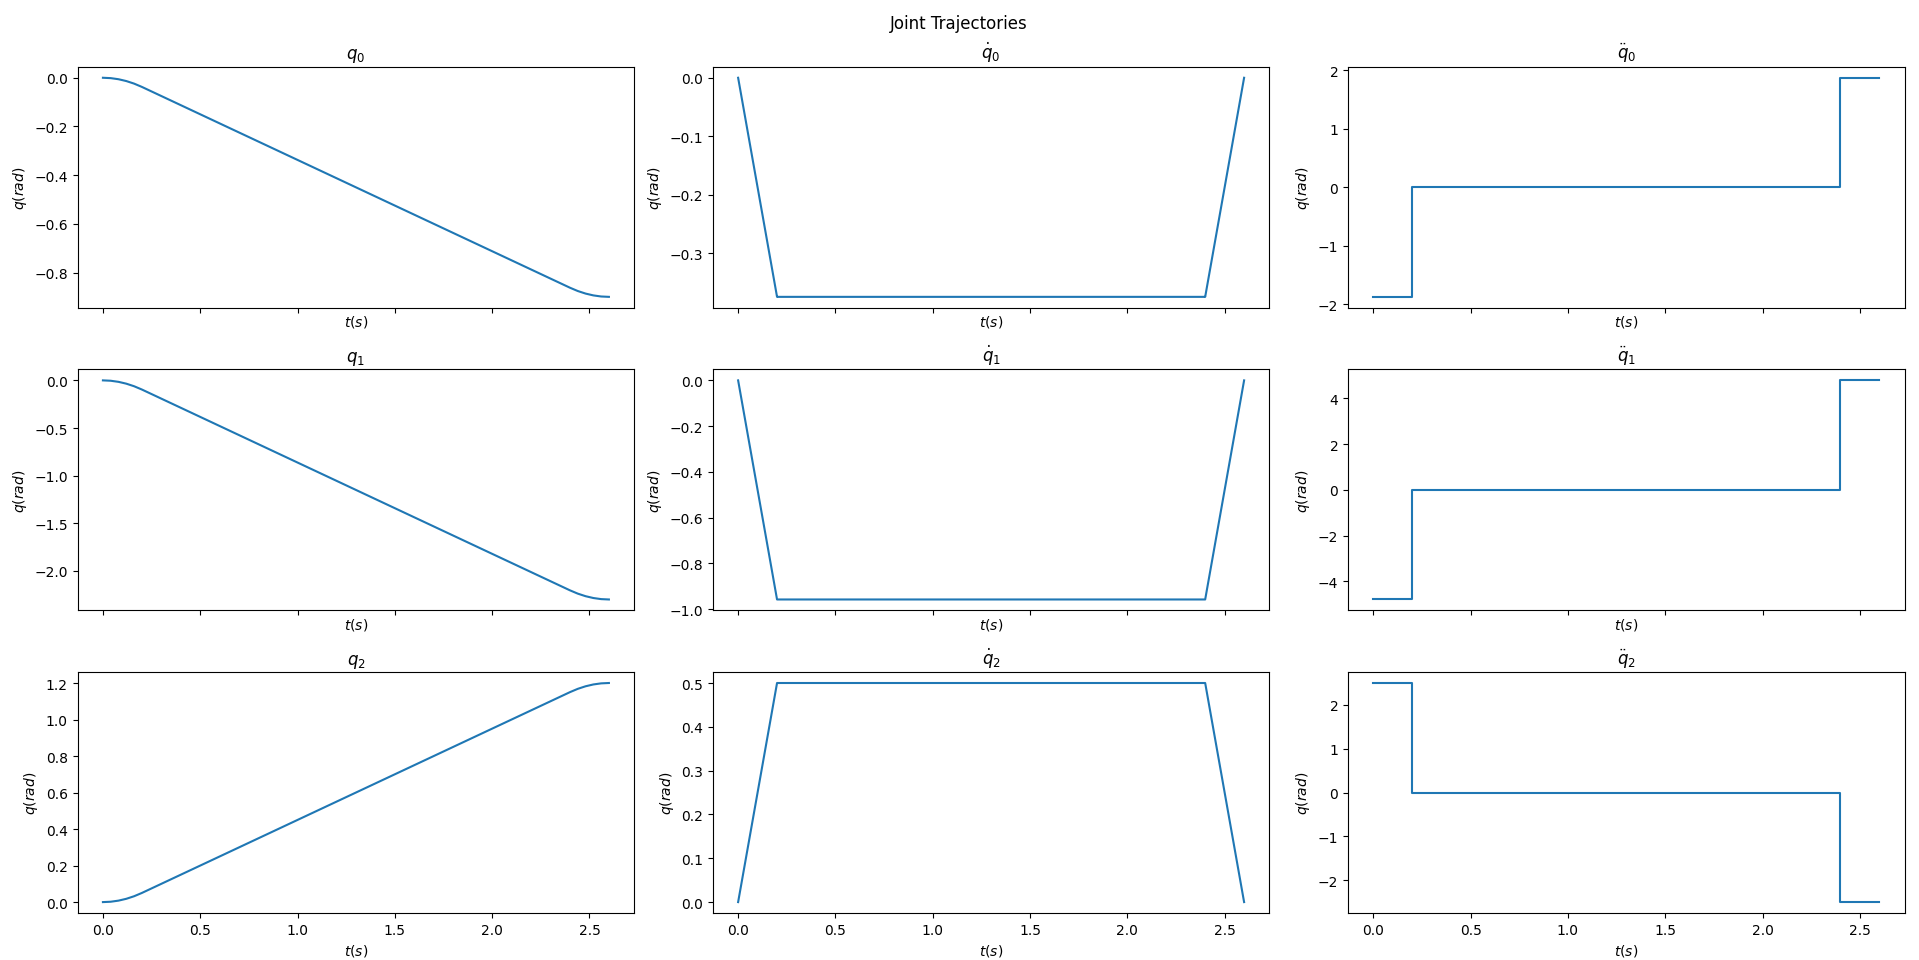 Joint Trajectories
q₀ q̇₀ q̈₀
0.0 −0.2 −0.4 −0.6 −0.8
q(rad)
t(s)
0.0 −0.1 −0.2 −0.3
q(rad)
t(s)
2 1 0 −1 −2
q(rad)
t(s)
q₁ q̇₁ q̈₁
0.0 −0.5 −1.0 −1.5 −2.0
q(rad)
t(s)
0.0 −0.2 −0.4 −0.6 −0.8 −1.0
q(rad)
t(s)
4 2 0 −2 −4
q(rad)
t(s)
q₂ q̇₂ q̈₂
1.2 1.0 0.8 0.6 0.4 0.2 0.0
q(rad)
0.0 0.5 1.0 1.5 2.0 2.5
t(s)
0.5 0.4 0.3 0.2 0.1 0.0
q(rad)
0.0 0.5 1.0 1.5 2.0 2.5
t(s)
2 1 0 −1 −2
q(rad)
0.0 0.5 1.0 1.5 2.0 2.5
t(s)